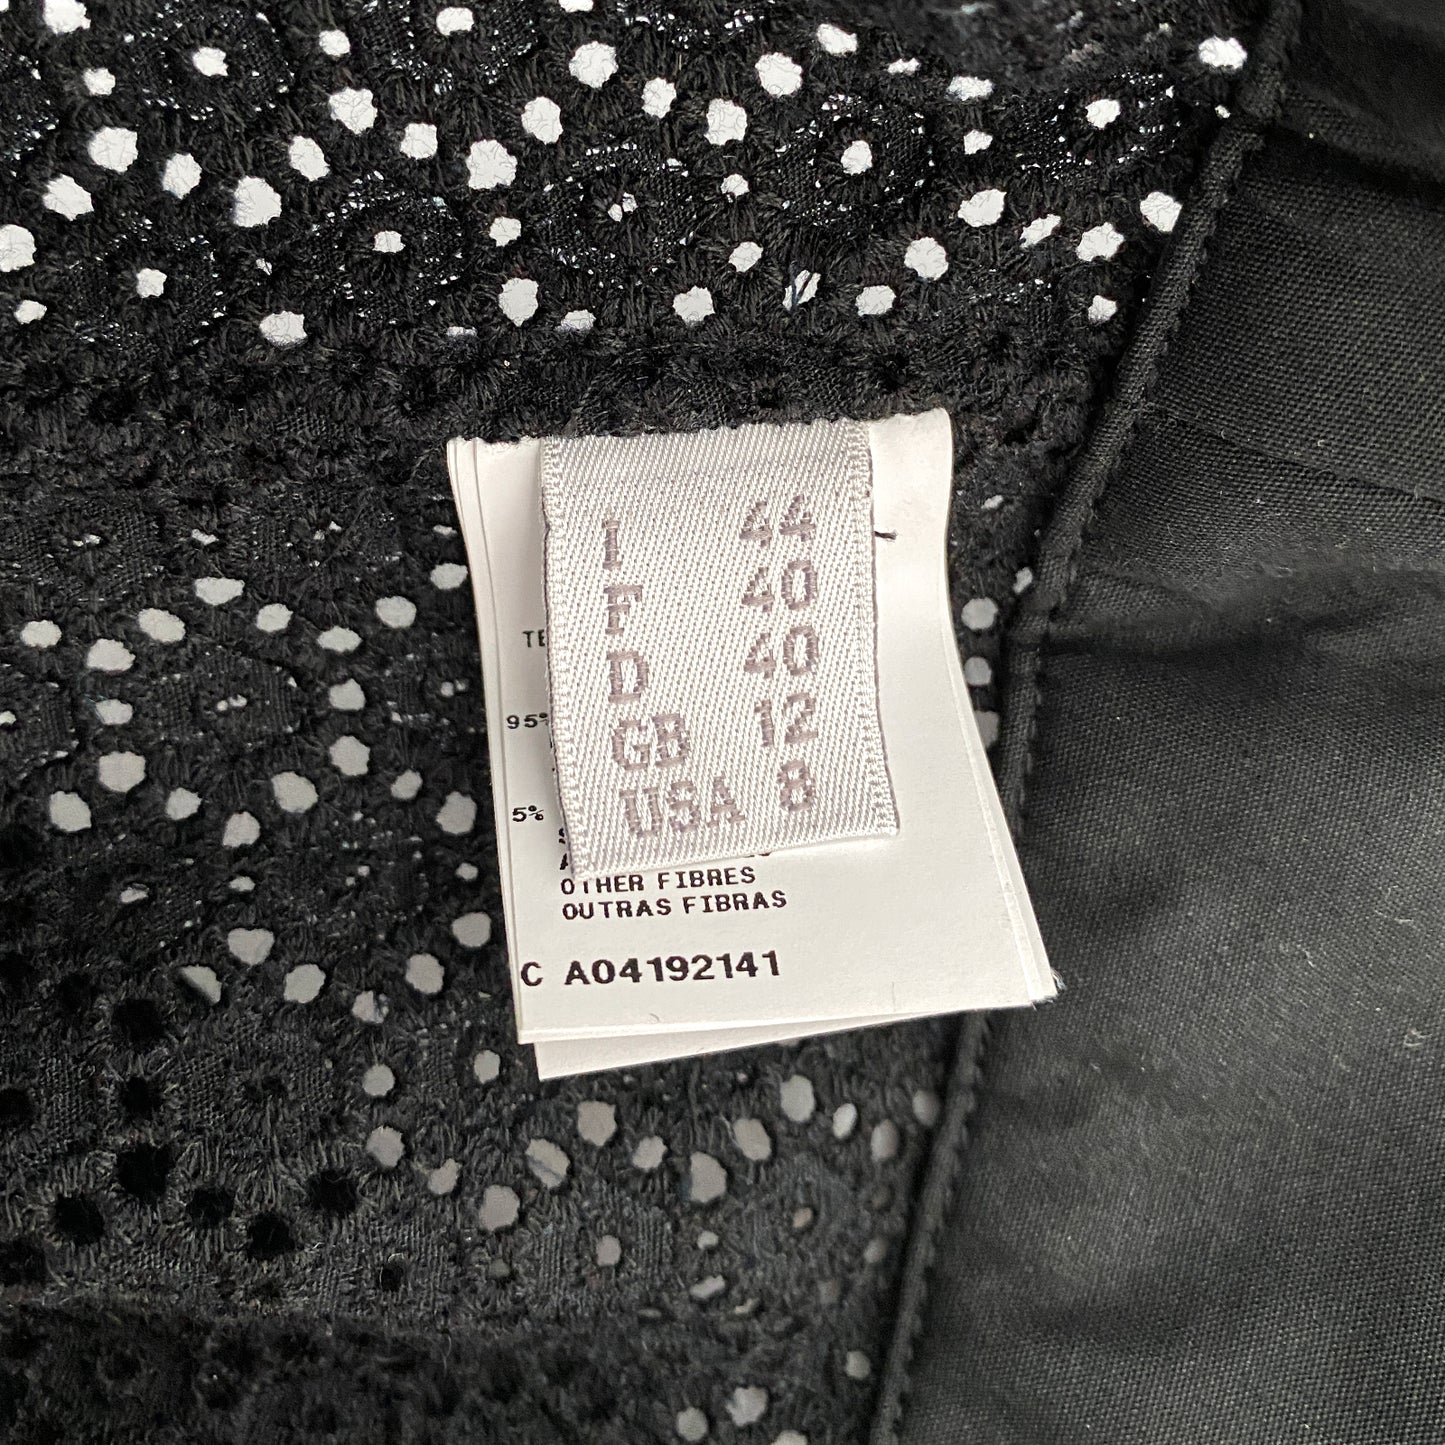 I 44
F 40
D 40
GB 12
USA 8
95%
5%
OTHER FIBRES
OUTRAS FIBRAS
C A04192141